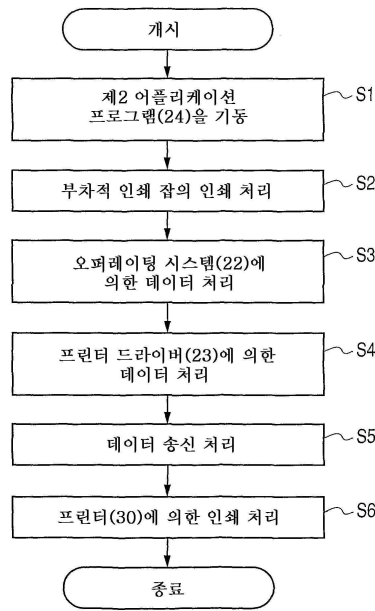 개시
제2 어플리케이션
프로그램(24)을 기동
S1
부차적 인쇄 잡의 인쇄 처리
S2
오퍼레이팅 시스템(22)에
의한 데이터 처리
S3
프린터 드라이버(23)에 의한
데이터 처리
S4
데이터 송신 처리
S5
프린터(30)에 의한 인쇄 처리
S6
종료